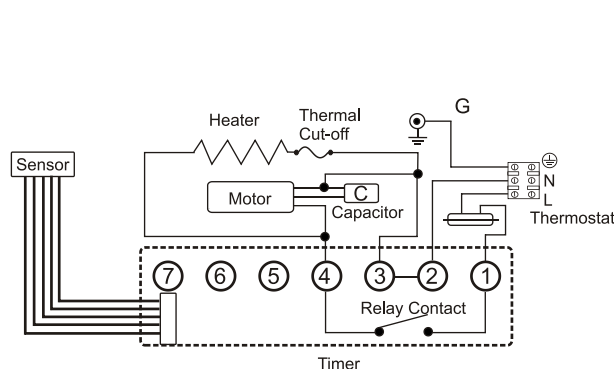 G
Heater
Thermal
Cut-off
Sensor
N
L
Motor
C
Capacitor
Thermostat
7 6 5 4 3 2 1
Relay Contact
Timer